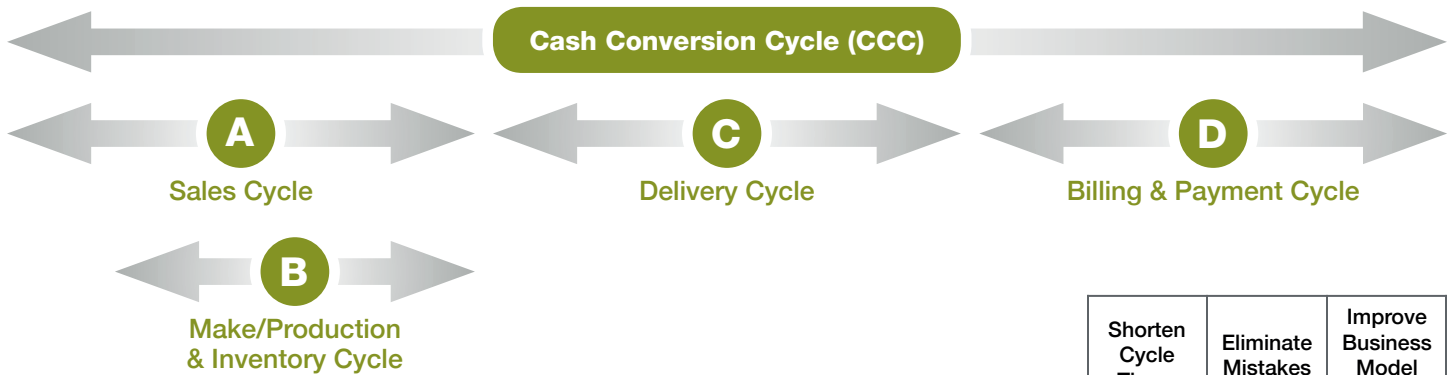 Cash Conversion Cycle (CCC)
A
C
D
Sales Cycle
Delivery Cycle
Billing & Payment Cycle
B
Make/Production
& Inventory Cycle
Shorten
Cycle
Eliminate
Mistakes
Improve
Business
Model